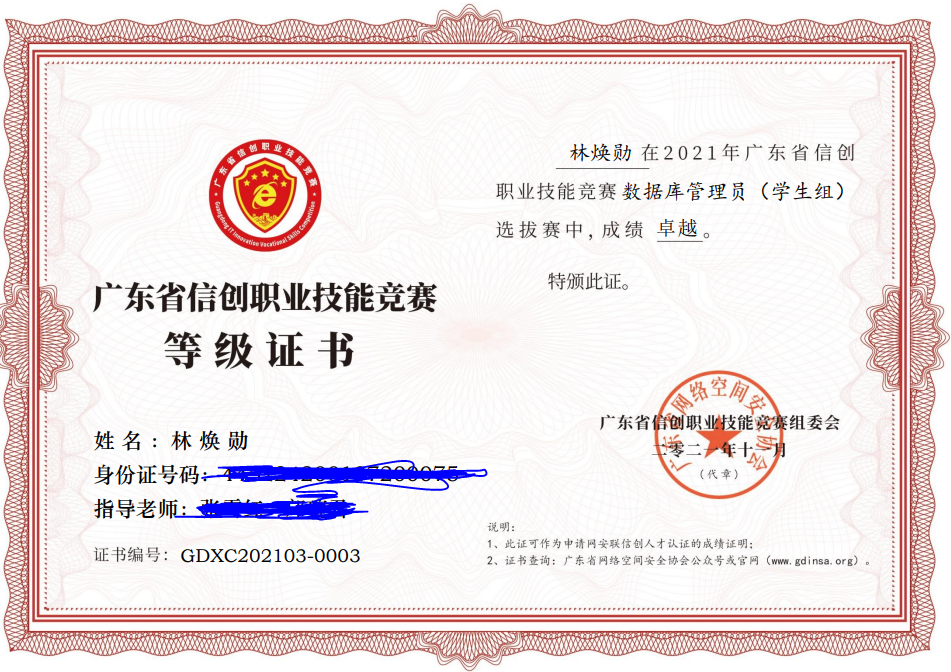 广东省信创职业技能竞赛
Guangdong IT Innovation Vocational Skills Competition
广东省信创职业技能竞赛
等级证书
姓名：林焕勋
身份证号码：
指导老师：
证书编号：GDXC202103-0003
林焕勋 在2021年广东省信创
职业技能竞赛 数据库管理员（学生组）
选拔赛中，成绩 卓越。
特颁此证。
广东省网络空间安全协会
广东省信创职业技能竞赛组委会
二零二一年十一月
（代章）
说明：
1、此证可作为申请网安联信创人才认证的成绩证明；
2、证书查询：广东省网络空间安全协会公众号或官网（www.gdinsa.org）。